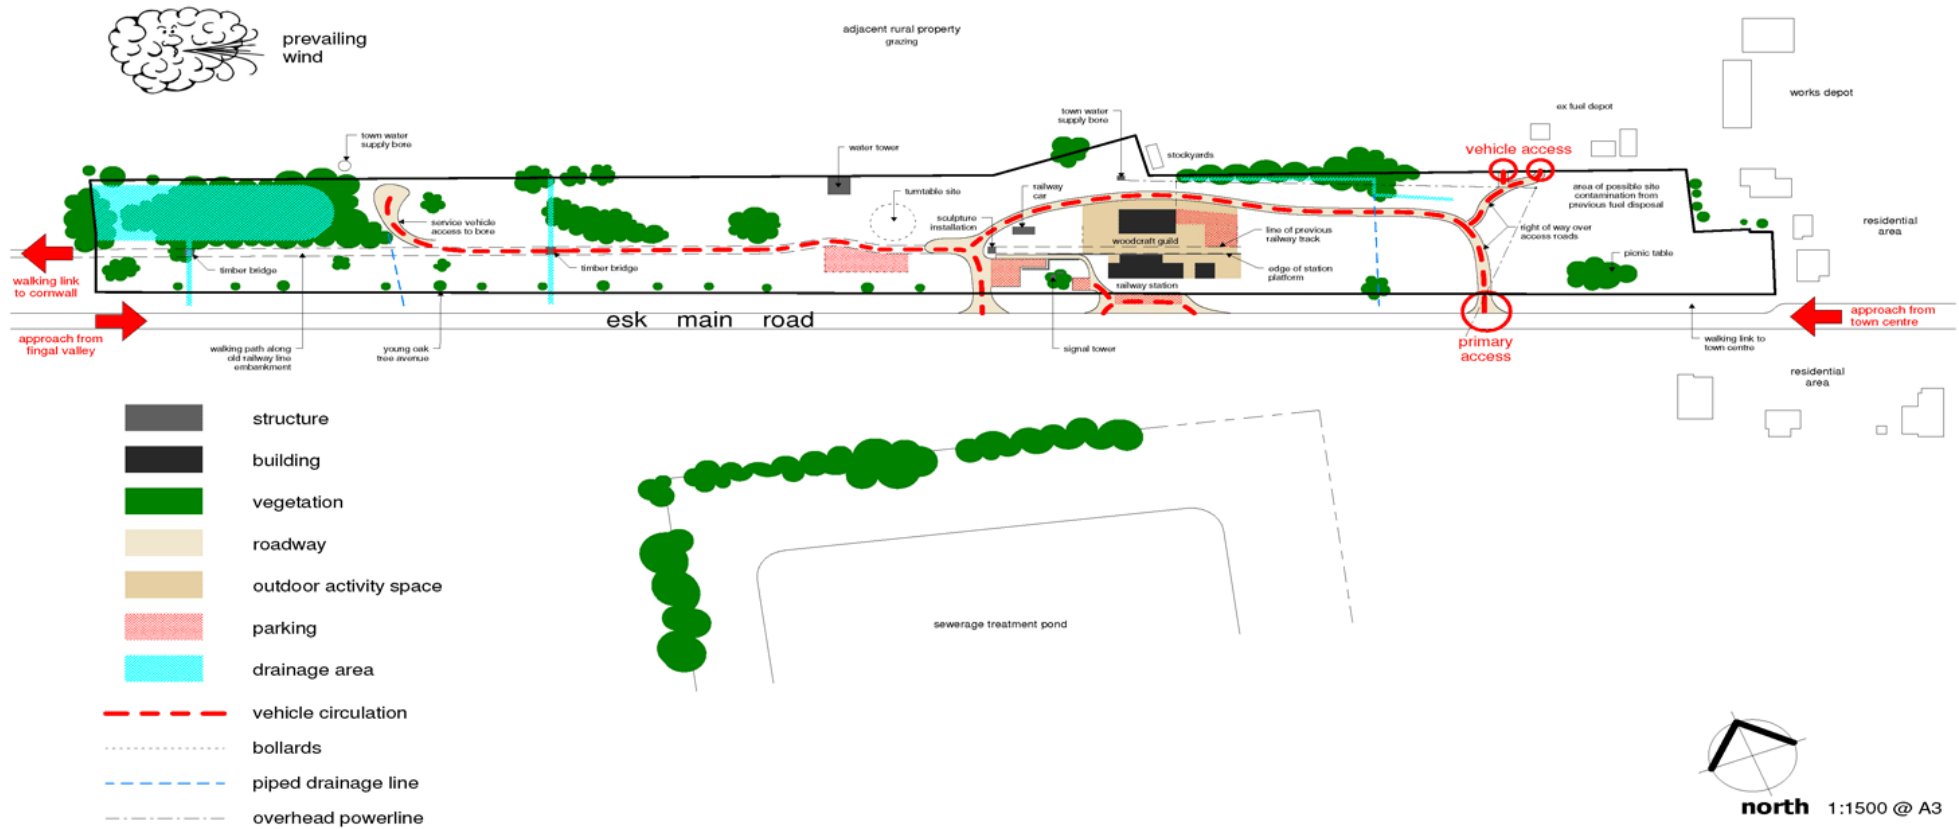 prevailing
wind
adjacent rural property
grazing
works depot
ex fuel depot
town water
supply bore
vehicle access
town water
supply bore
water tower
stockyards
turntable site
railway
car
area of possible site
contamination from
previous fuel disposal
service vehicle
access to bore
sculpture
installation
residential
area
line of previous
railway track
right of way over
access roads
woodcraft guild
picnic table
timber bridge
timber bridge
edge of station
platform
walking link
to cornwall
railway station
approach from
fingal valley
esk main road
approach from
town centre
walking path along
old railway line
embankment
young oak
tree avenue
signal tower
primary
access
walking link to
town centre
residential
area
structure
building
vegetation
roadway
outdoor activity space
parking
drainage area
vehicle circulation
bollards
piped drainage line
overhead powerline
sewerage treatment pond
north 1:1500 @ A3